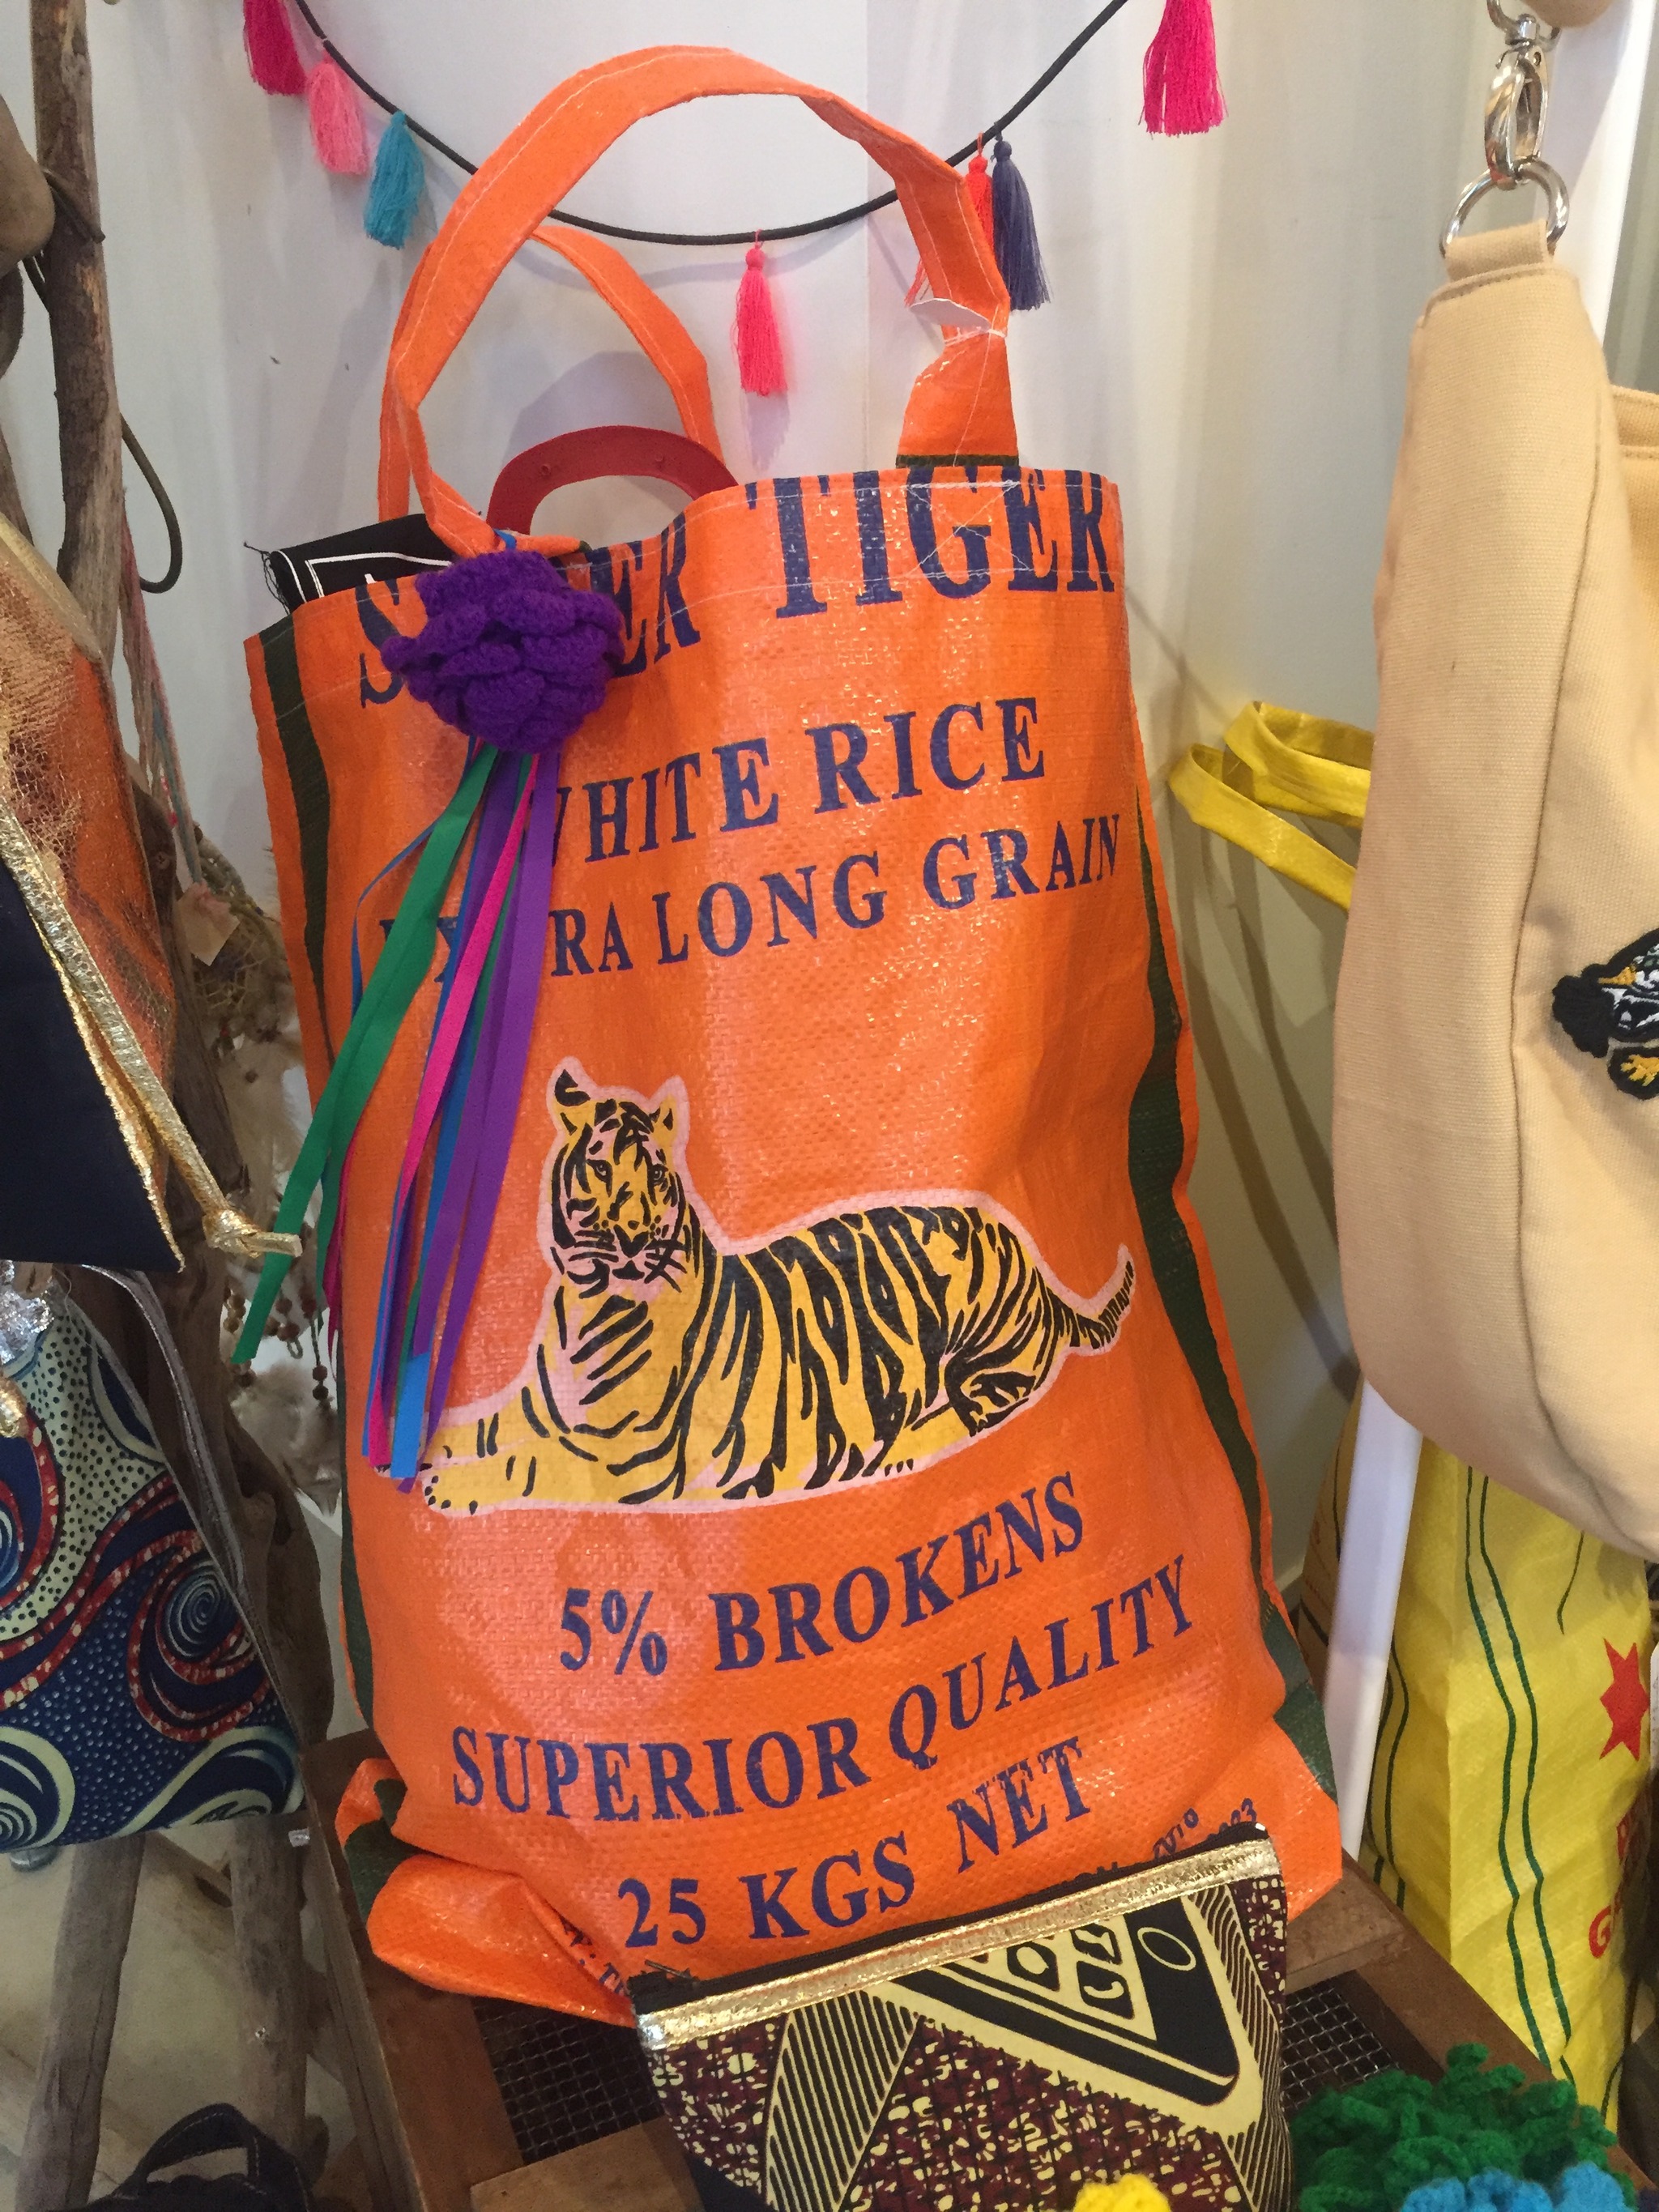 TIGER
WHITE RICE
LONG GRAIN
5% BROKENS
SUPERIOR QUALITY
25 KGS NET